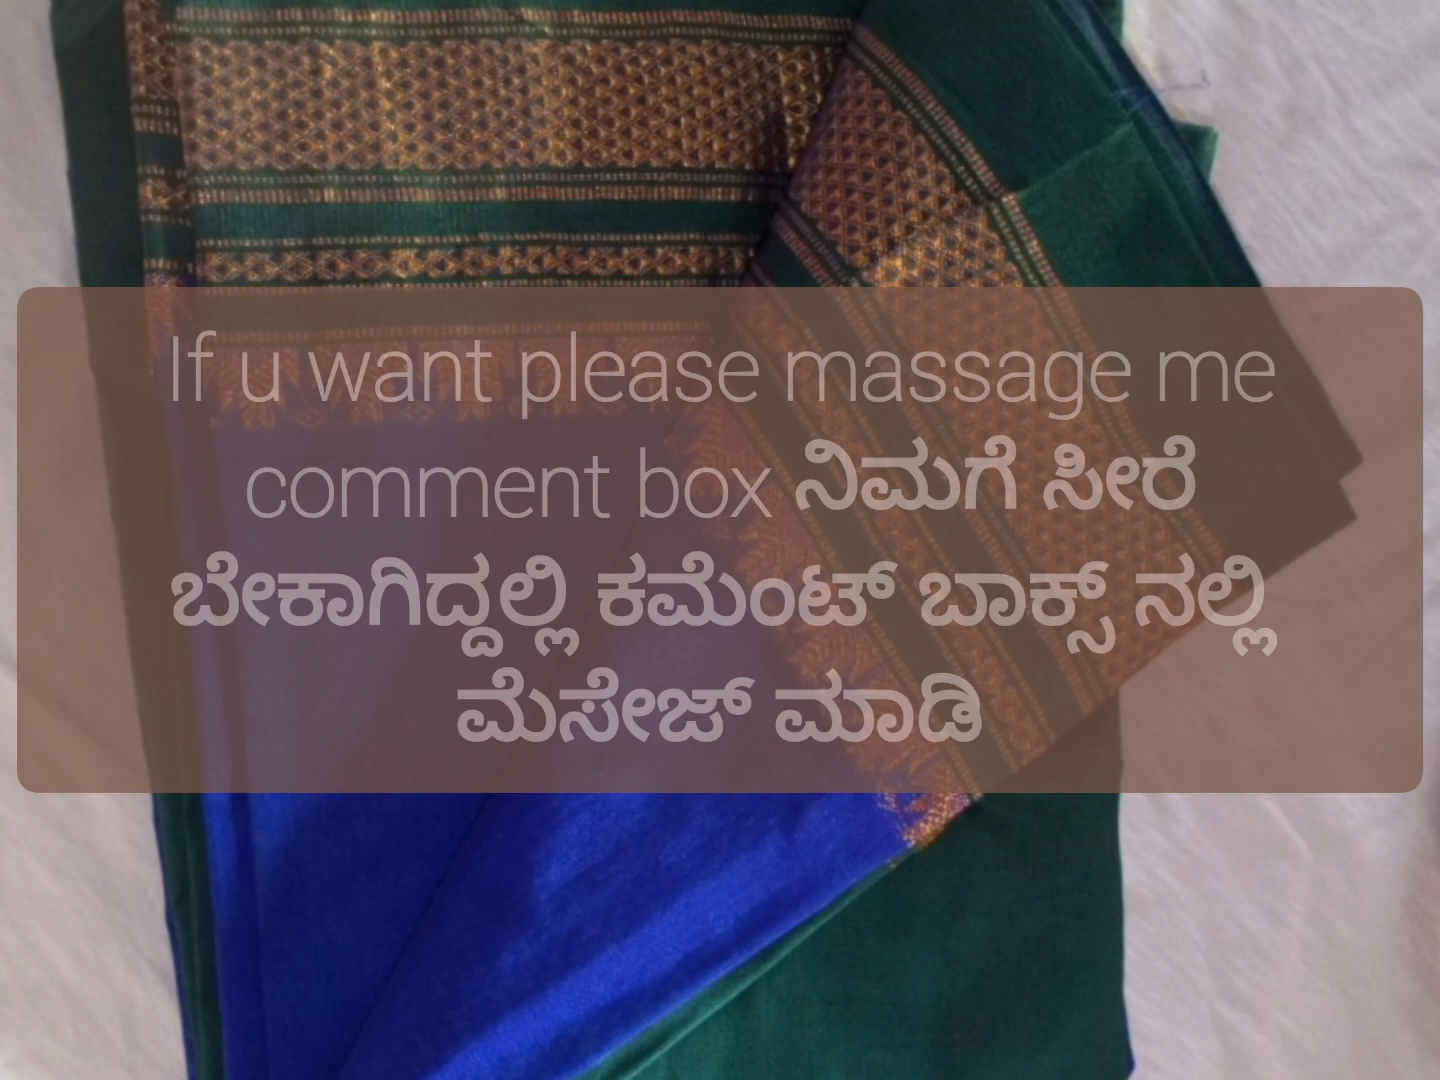 If u want please massage me
comment box ನಿಮಗೆ ಸೀರೆ
ಬೇಕಾಗಿದ್ದಲ್ಲಿ ಕಮೆಂಟ್ ಬಾಕ್ಸ್ ನಲ್ಲಿ
ಮೆಸೇಜ್ ಮಾಡಿ